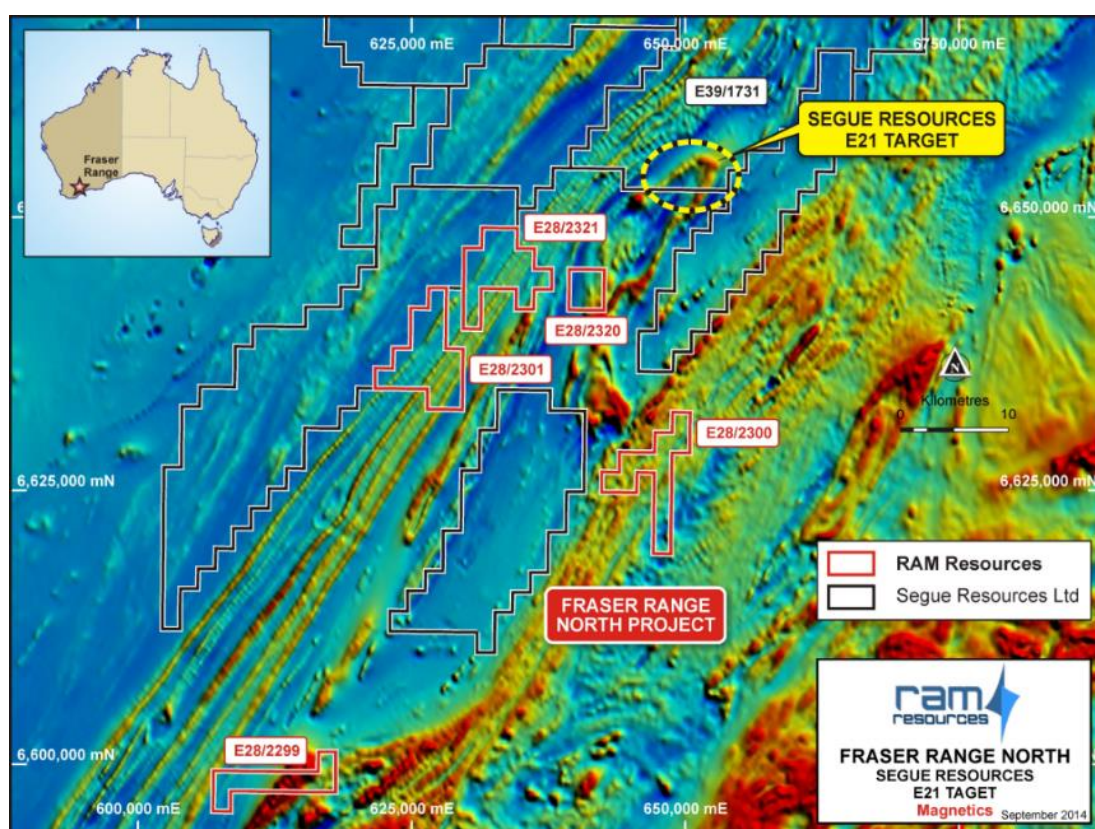 625,000 mE
650,000 mE
6750,000 mE
Fraser
Range
E39/1731
SEGUE RESOURCES
E21 TARGET
6,650,000 mN
E28/2321
E28/2320
E28/2301
N
Kilometres
0
10
E28/2300
6,625,000 mN
6,625,000 mN
RAM Resources
Segue Resources Ltd
FRASER RANGE
NORTH PROJECT
ram
resources
E28/2299
6,600,000 mN
FRASER RANGE NORTH
SEGUE RESOURCES
E21 TAGET
Magnetics September 2014
600,000 mE
625,000 mE
650,000 mE